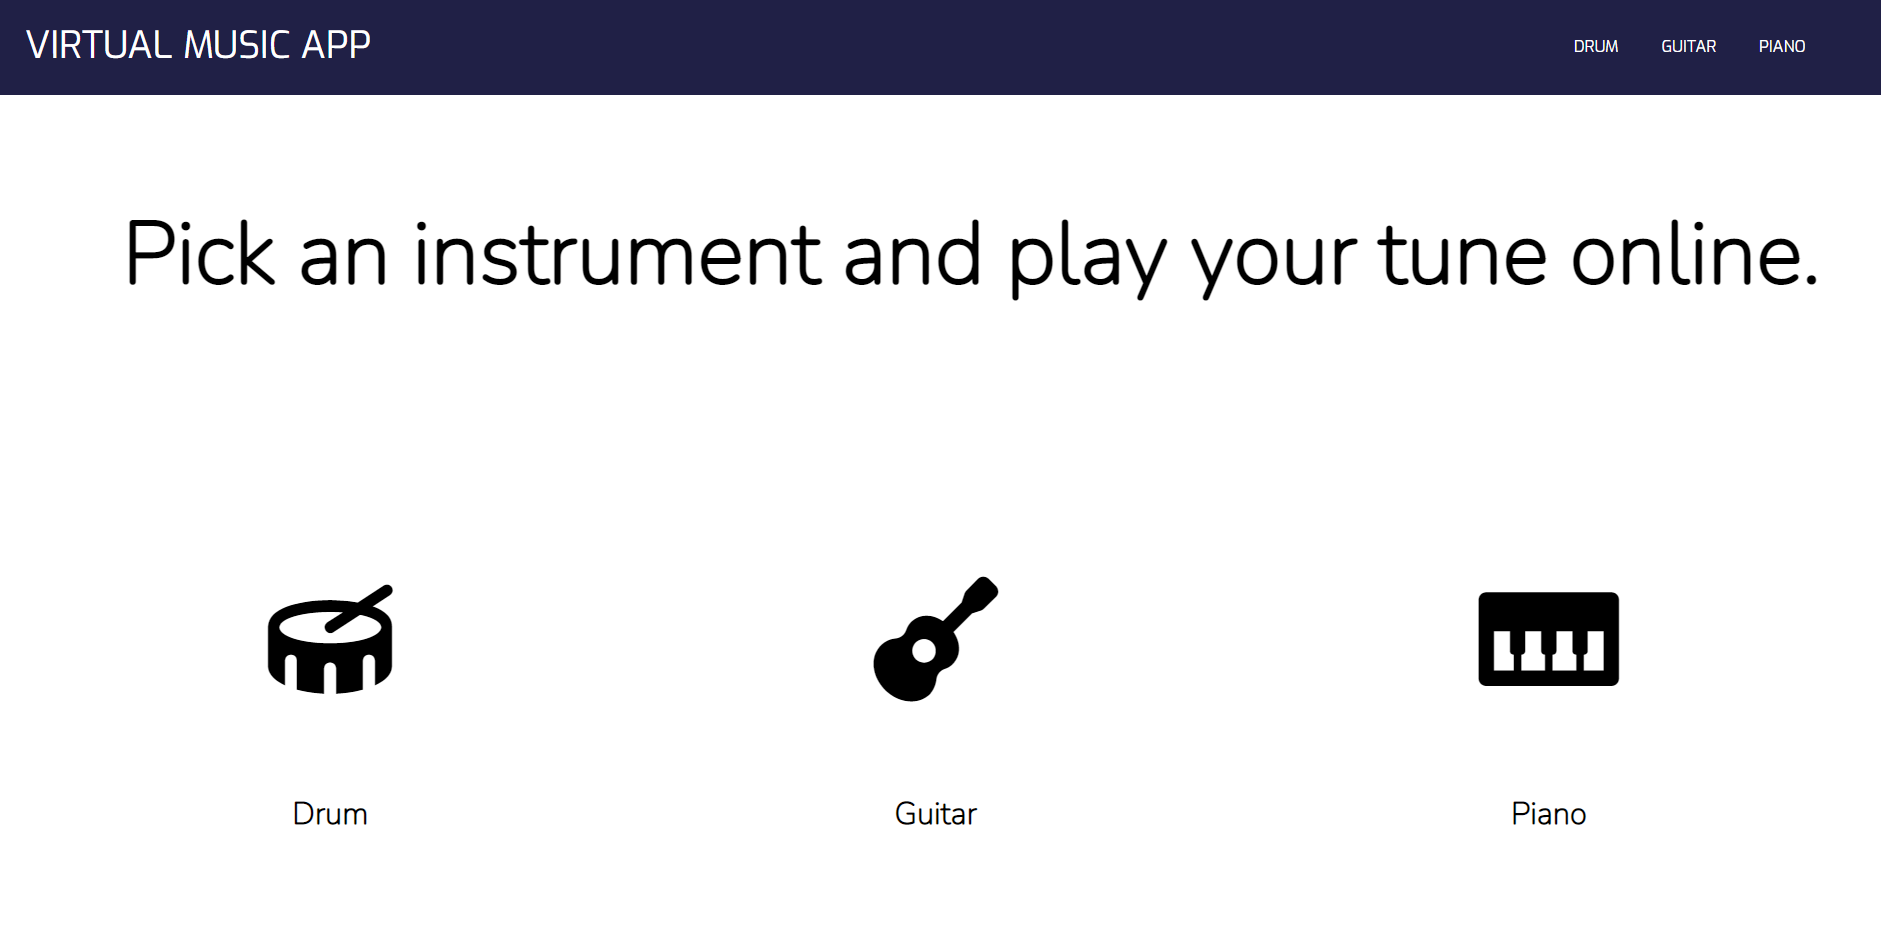 VIRTUAL MUSIC APP
DRUM GUITAR PIANO
Pick an instrument and play your tune online.
Drum
Guitar
Piano